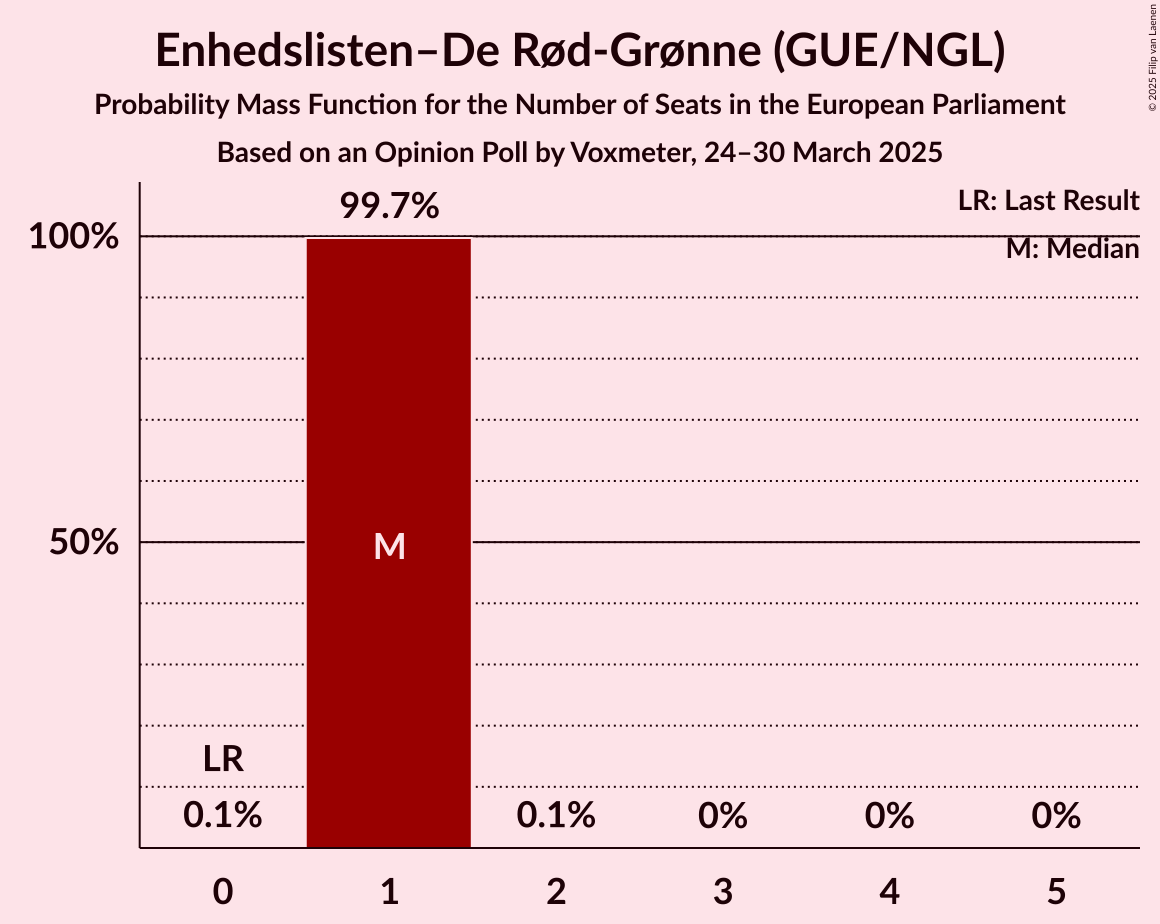 Enhedslisten–De Rød-Grønne (GUE/NGL)
Probability Mass Function for the Number of Seats in the European Parliament
Based on an Opinion Poll by Voxmeter, 24–30 March 2025
© 2025 Filip van Laenen
LR: Last Result
M: Median
99.7%
100%
50%
M
LR
0.1%
0.1%
0%
0%
0%
0
1
2
3
4
5